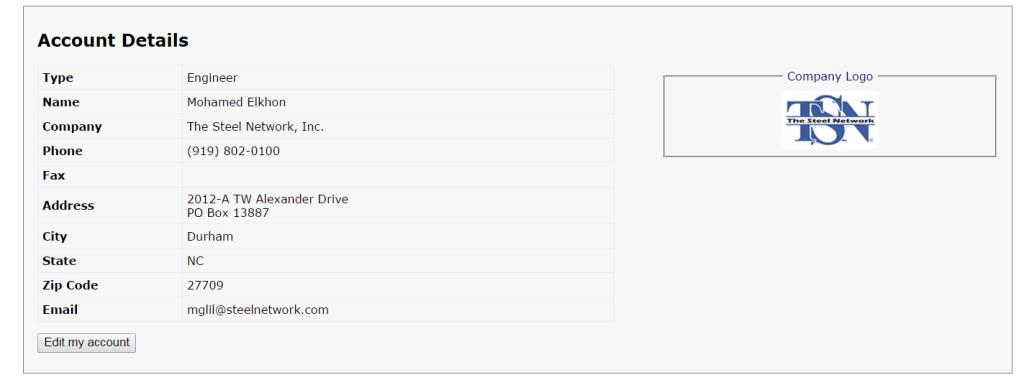 Account Details
Type Engineer
Name Mohamed Elkhon
Company The Steel Network, Inc.
Phone (919) 802-0100
Fax
Address 2012-A TW Alexander Drive
PO Box 13887
City Durham
State NC
Zip Code 27709
Email mglil@steelnetwork.com
Edit my account
Company Logo
TSN
The Steel Network
®